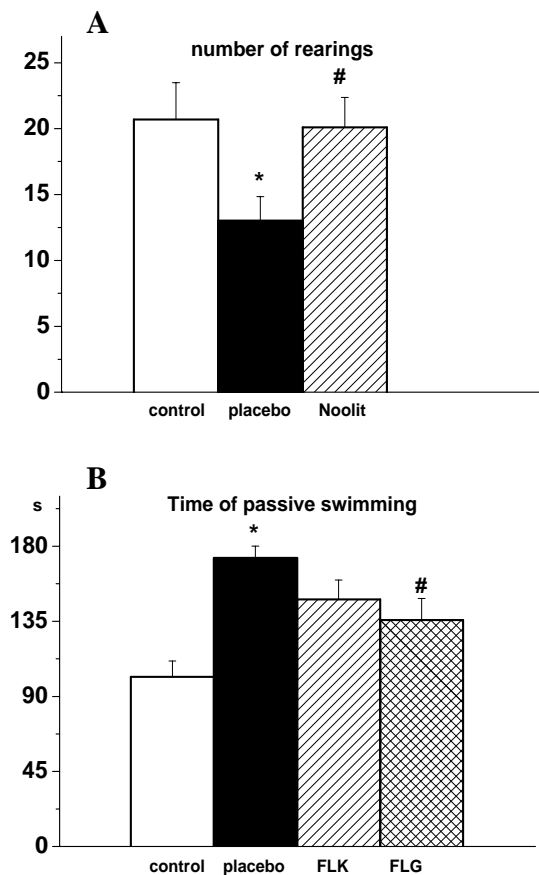 A
number of rearings
25
#
20
*
15
10
5
0
control placebo Noolit
B
s Time of passive swimming
*
180
#
135
90
45
0
control placebo FLK FLG